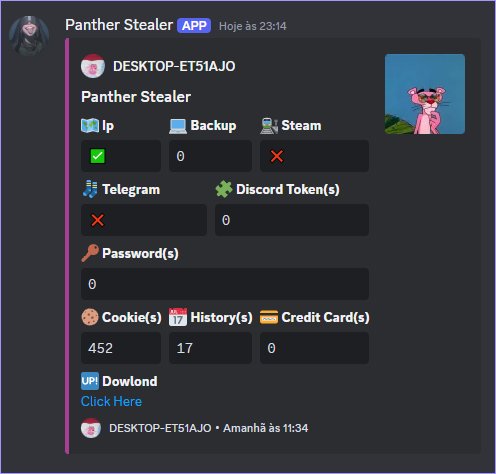 Panther Stealer APP Hoje às 23:14
DESKTOP-ET51AJO
Panther Stealer
Ip Backup Steam
0
Telegram Discord Token(s)
0
Password(s)
0
Cookie(s) History(s) Credit Card(s)
452 17 0
UP! Dowlond
Click Here
DESKTOP-ET51AJO • Amanhã às 11:34